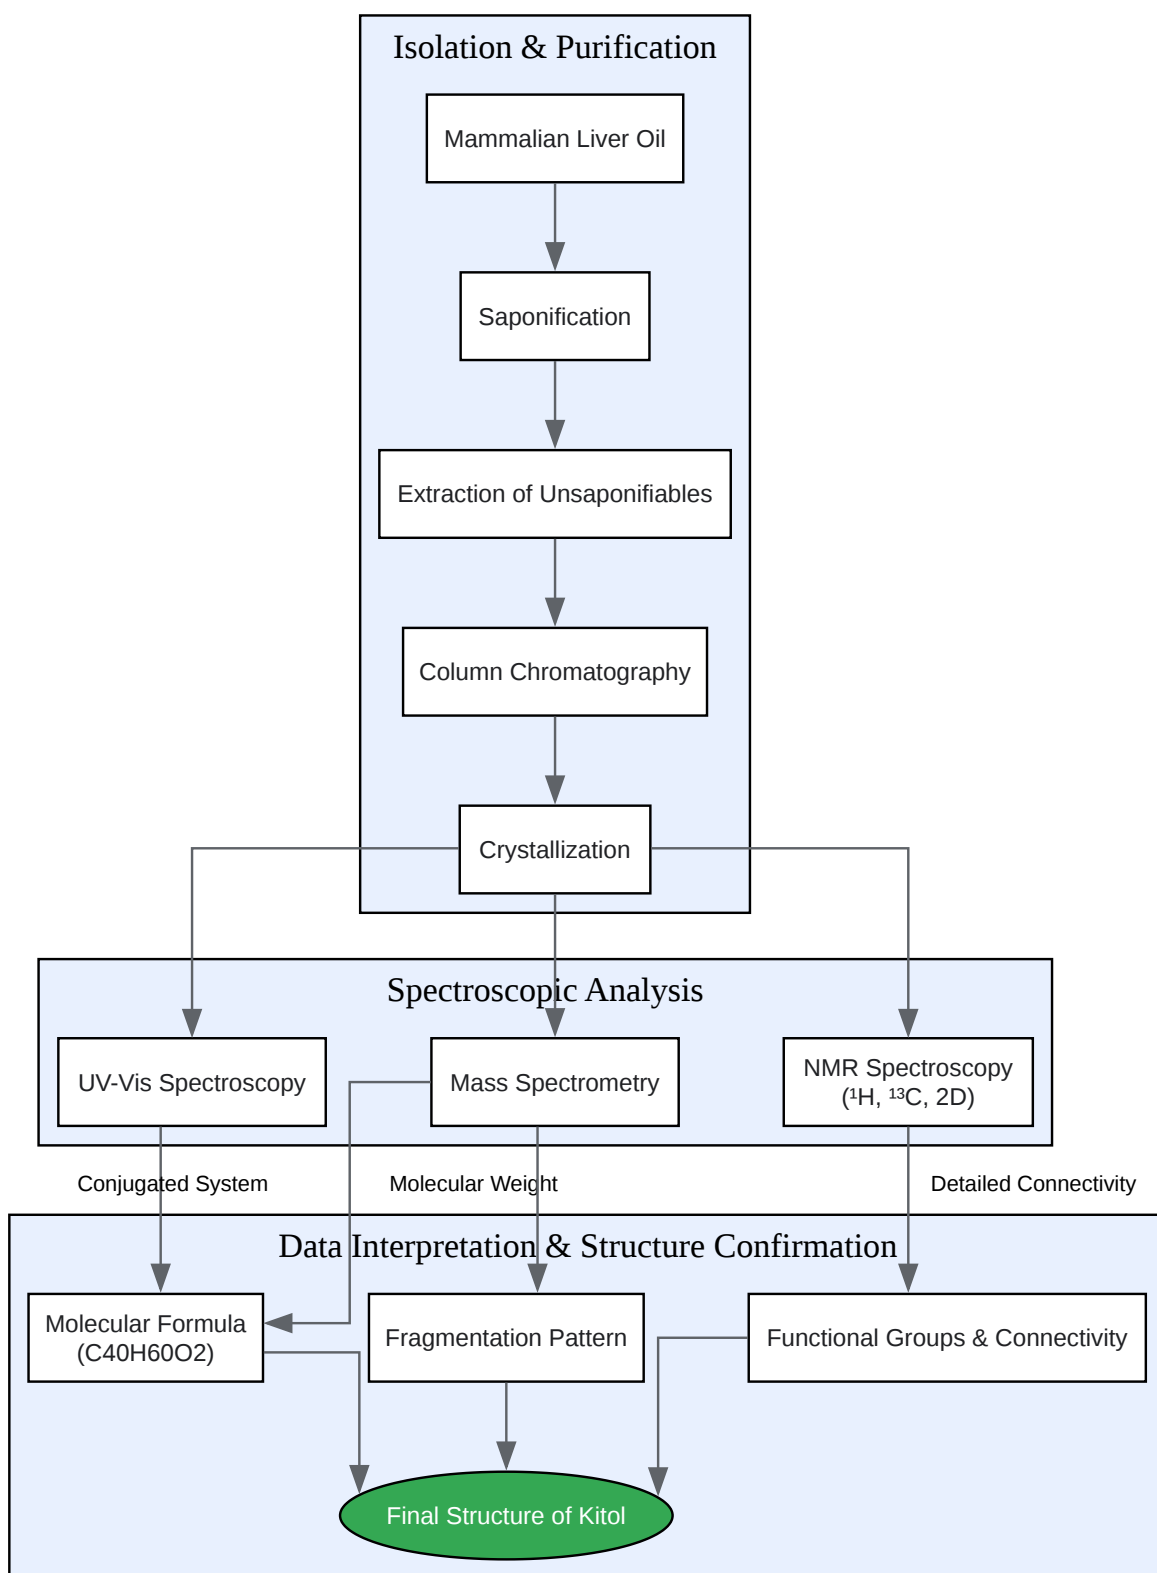 Isolation & Purification
Mammalian Liver Oil
Saponification
Extraction of Unsaponifiables
Column Chromatography
Crystallization
Spectroscopic Analysis
UV-Vis Spectroscopy
Mass Spectrometry
NMR Spectroscopy
(¹H, ¹³C, 2D)
Conjugated System
Molecular Weight
Detailed Connectivity
Data Interpretation & Structure Confirmation
Molecular Formula
(C40H60O2)
Fragmentation Pattern
Functional Groups & Connectivity
Final Structure of Kitol